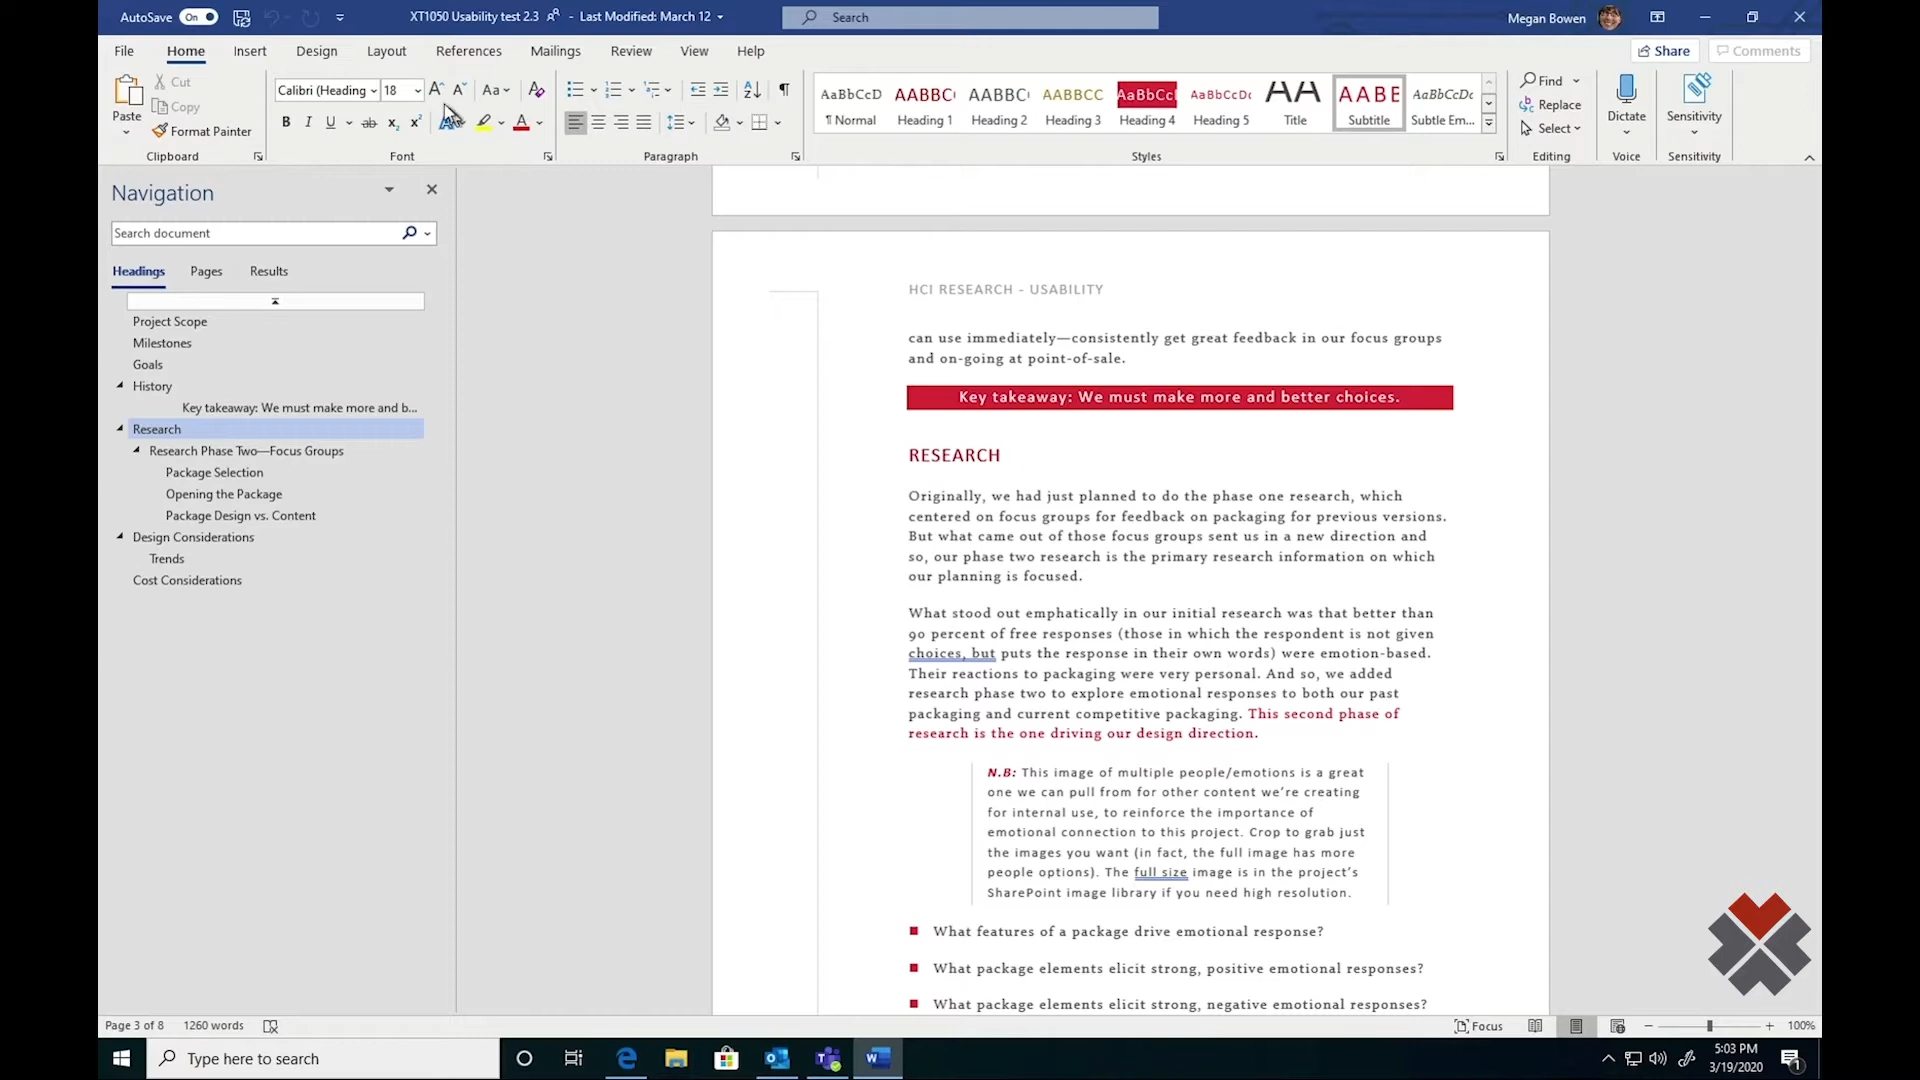 AutoSave On XT1050 Usability test 2.3 - Last Modified: March 12 Search Megan Bowen
File Home Insert Design Layout References Mailings Review View Help Share Comments
Paste Cut Copy Format Painter
Calibri (Heading 18 Aa
B I U ab x₂ x² A A
AaBbCcD AABBC AABBC AABBCC AaBbCc AaBbCcDc AA AABE AaBbCcDc
¶ Normal Heading 1 Heading 2 Heading 3 Heading 4 Heading 5 Title Subtitle Subtle Em...
Find
Replace
Select
Dictate Sensitivity
Clipboard Font Paragraph Styles Editing Voice Sensitivity
Navigation
Search document
Headings Pages Results
Project Scope
Milestones
Goals
History
Key takeaway: We must make more and b...
Research
Research Phase Two—Focus Groups
Package Selection
Opening the Package
Package Design vs. Content
Design Considerations
Trends
Cost Considerations
HCI RESEARCH - USABILITY
can use immediately—consistently get great feedback in our focus groups
and on-going at point-of-sale.
Key takeaway: We must make more and better choices.
RESEARCH
Originally, we had just planned to do the phase one research, which
centered on focus groups for feedback on packaging for previous versions.
But what came out of those focus groups sent us in a new direction and
so, our phase two research is the primary research information on which
our planning is focused.
What stood out emphatically in our initial research was that better than
90 percent of free responses (those in which the respondent is not given
choices, but puts the response in their own words) were emotion-based.
Their reactions to packaging were very personal. And so, we added
research phase two to explore emotional responses to both our past
packaging and current competitive packaging. This second phase of
research is the one driving our design direction.
N.B: This image of multiple people/emotions is a great
one we can pull from for other content we're creating
for internal use, to reinforce the importance of
emotional connection to this project. Crop to grab just
the images you want (in fact, the full image has more
people options). The full size image is in the project's
SharePoint image library if you need high resolution.
What features of a package drive emotional response?
What package elements elicit strong, positive emotional responses?
What package elements elicit strong, negative emotional responses?
Page 3 of 8 1260 words Focus 100%
Type here to search
5:03 PM
3/19/2020
1